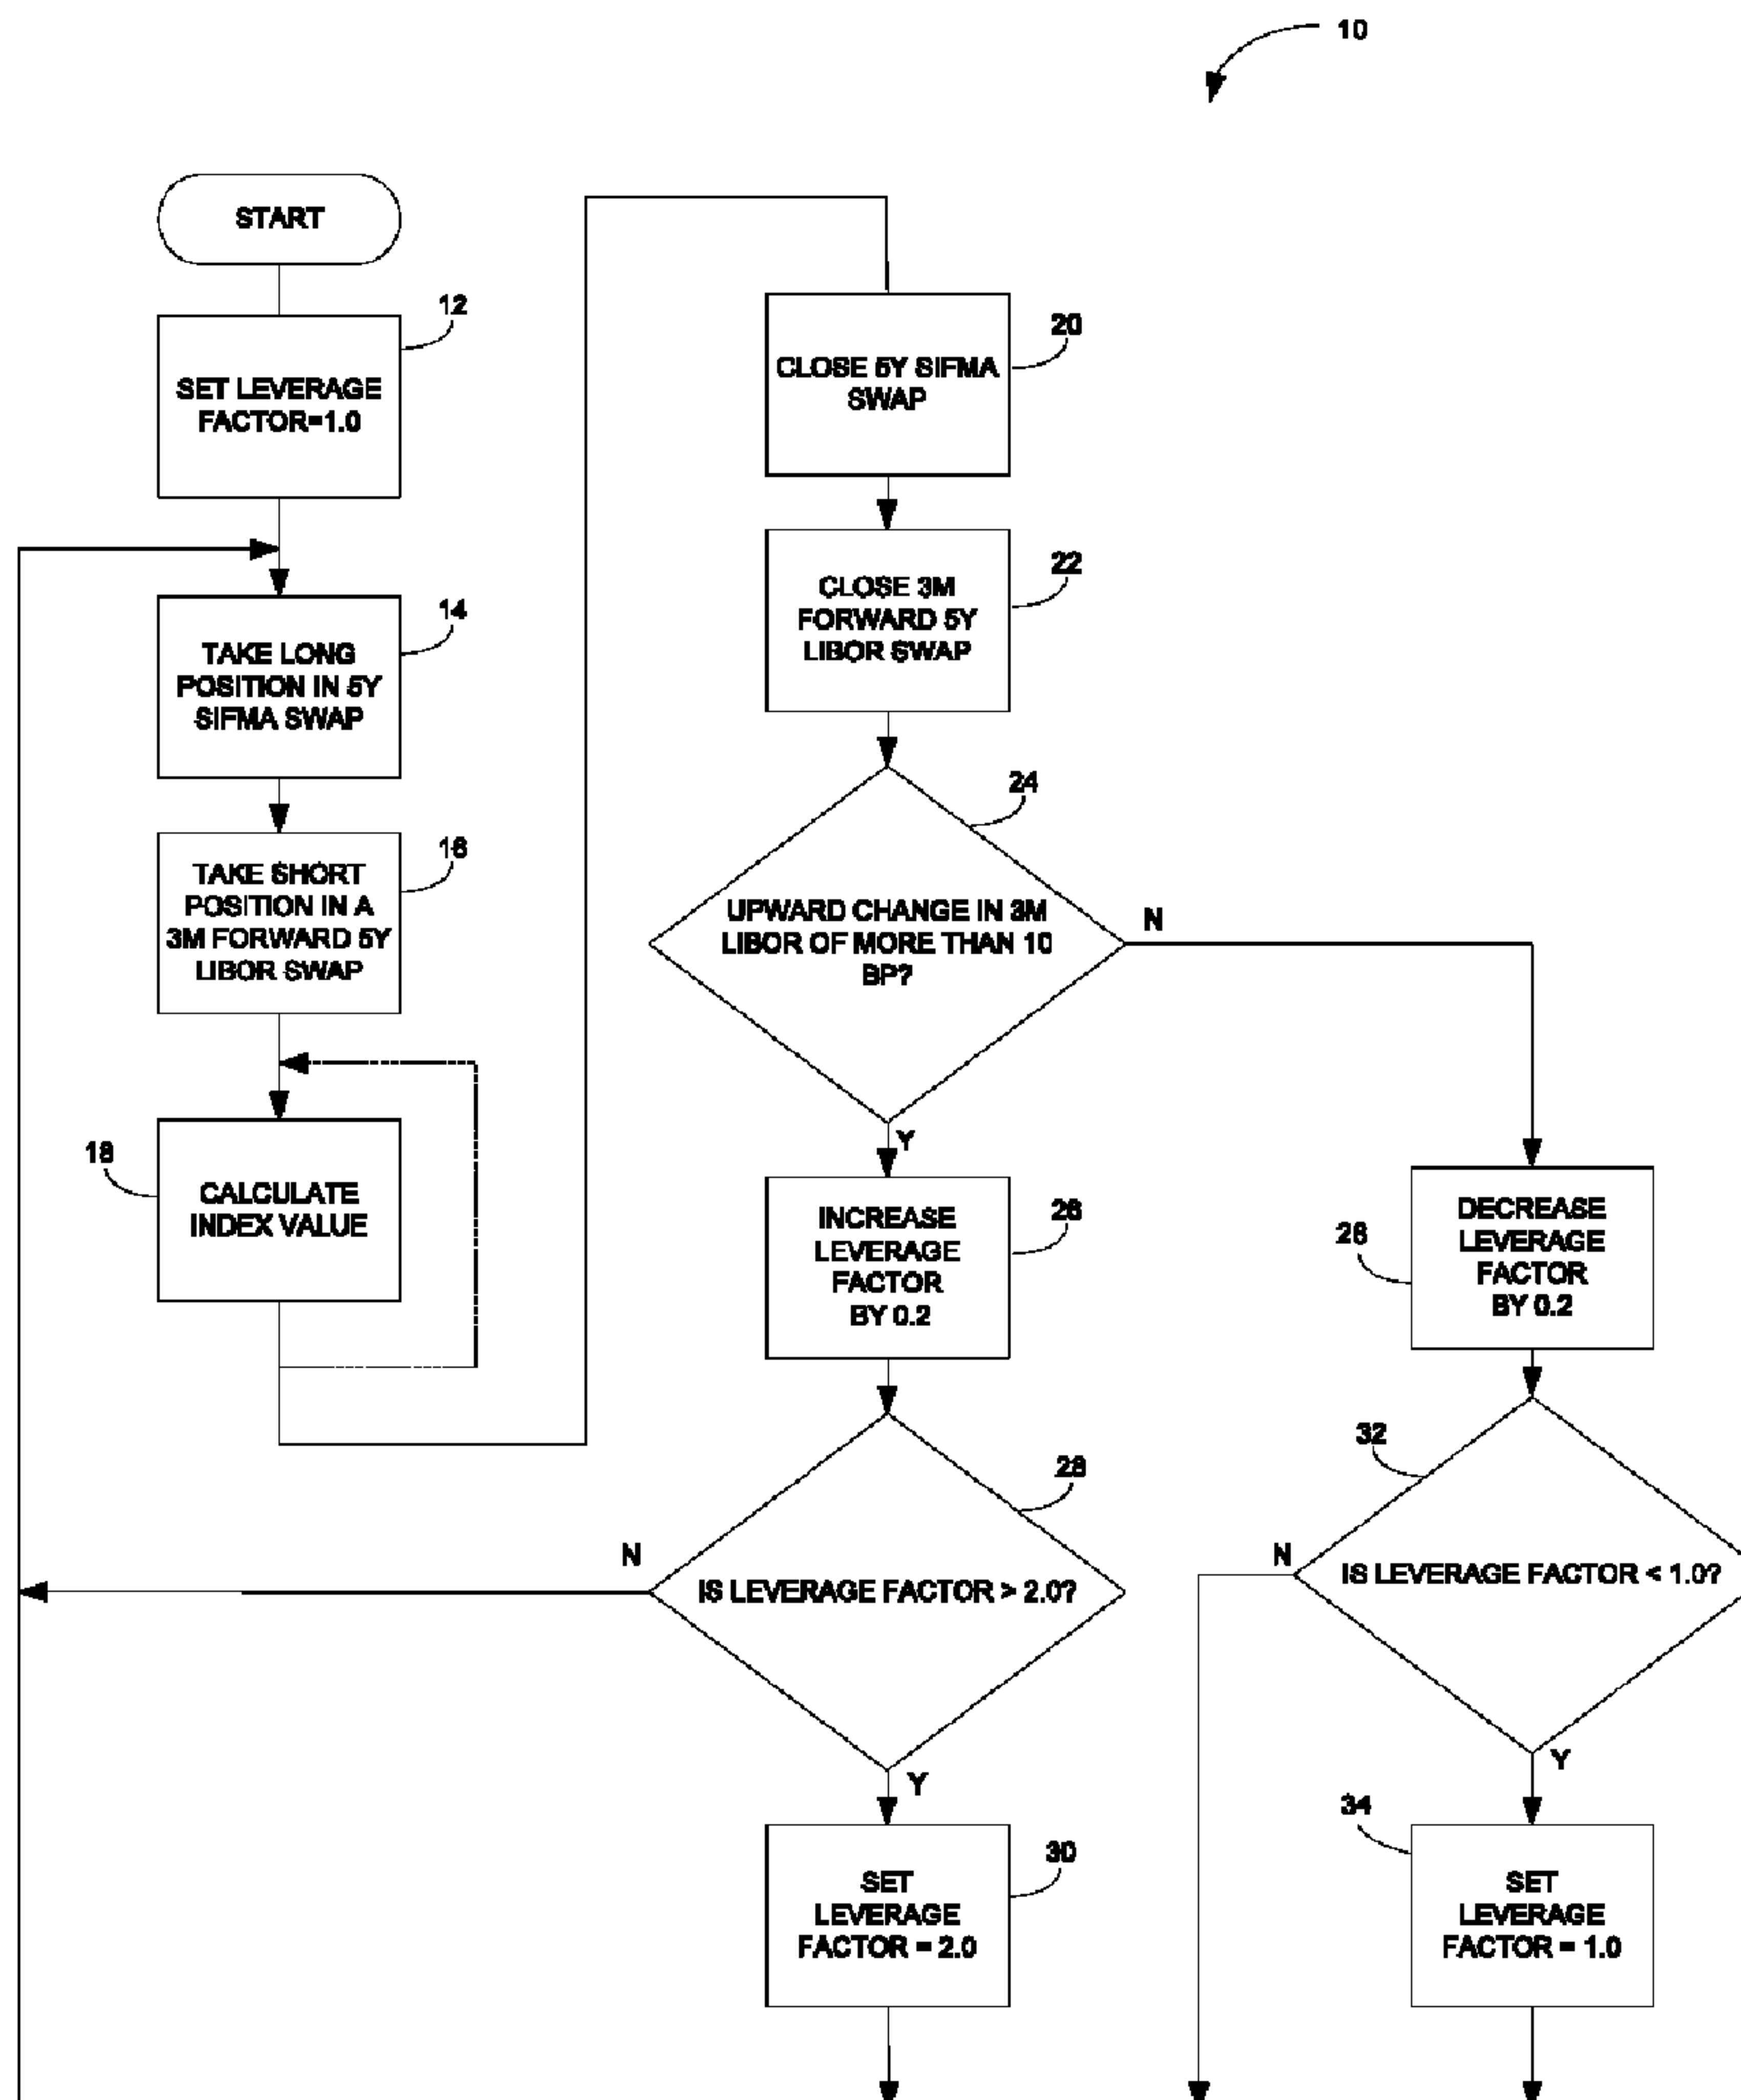 10
START
12
SET LEVERAGE
FACTOR=1.0
14
TAKE LONG
POSITION IN 5Y
SIFMA SWAP
16
TAKE SHORT
POSITION IN A
3M FORWARD 5Y
LIBOR SWAP
18
CALCULATE
INDEX VALUE
20
CLOSE 5Y SIFMA
SWAP
22
CLOSE 3M
FORWARD 5Y
LIBOR SWAP
24
UPWARD CHANGE IN 3M
LIBOR OF MORE THAN 10
BP?
N
Y
26
INCREASE
LEVERAGE
FACTOR
BY 0.2
28
IS LEVERAGE FACTOR > 2.0?
N
Y
30
SET
LEVERAGE
FACTOR = 2.0
26
DECREASE
LEVERAGE
FACTOR
BY 0.2
32
IS LEVERAGE FACTOR < 1.0?
N
Y
34
SET
LEVERAGE
FACTOR = 1.0